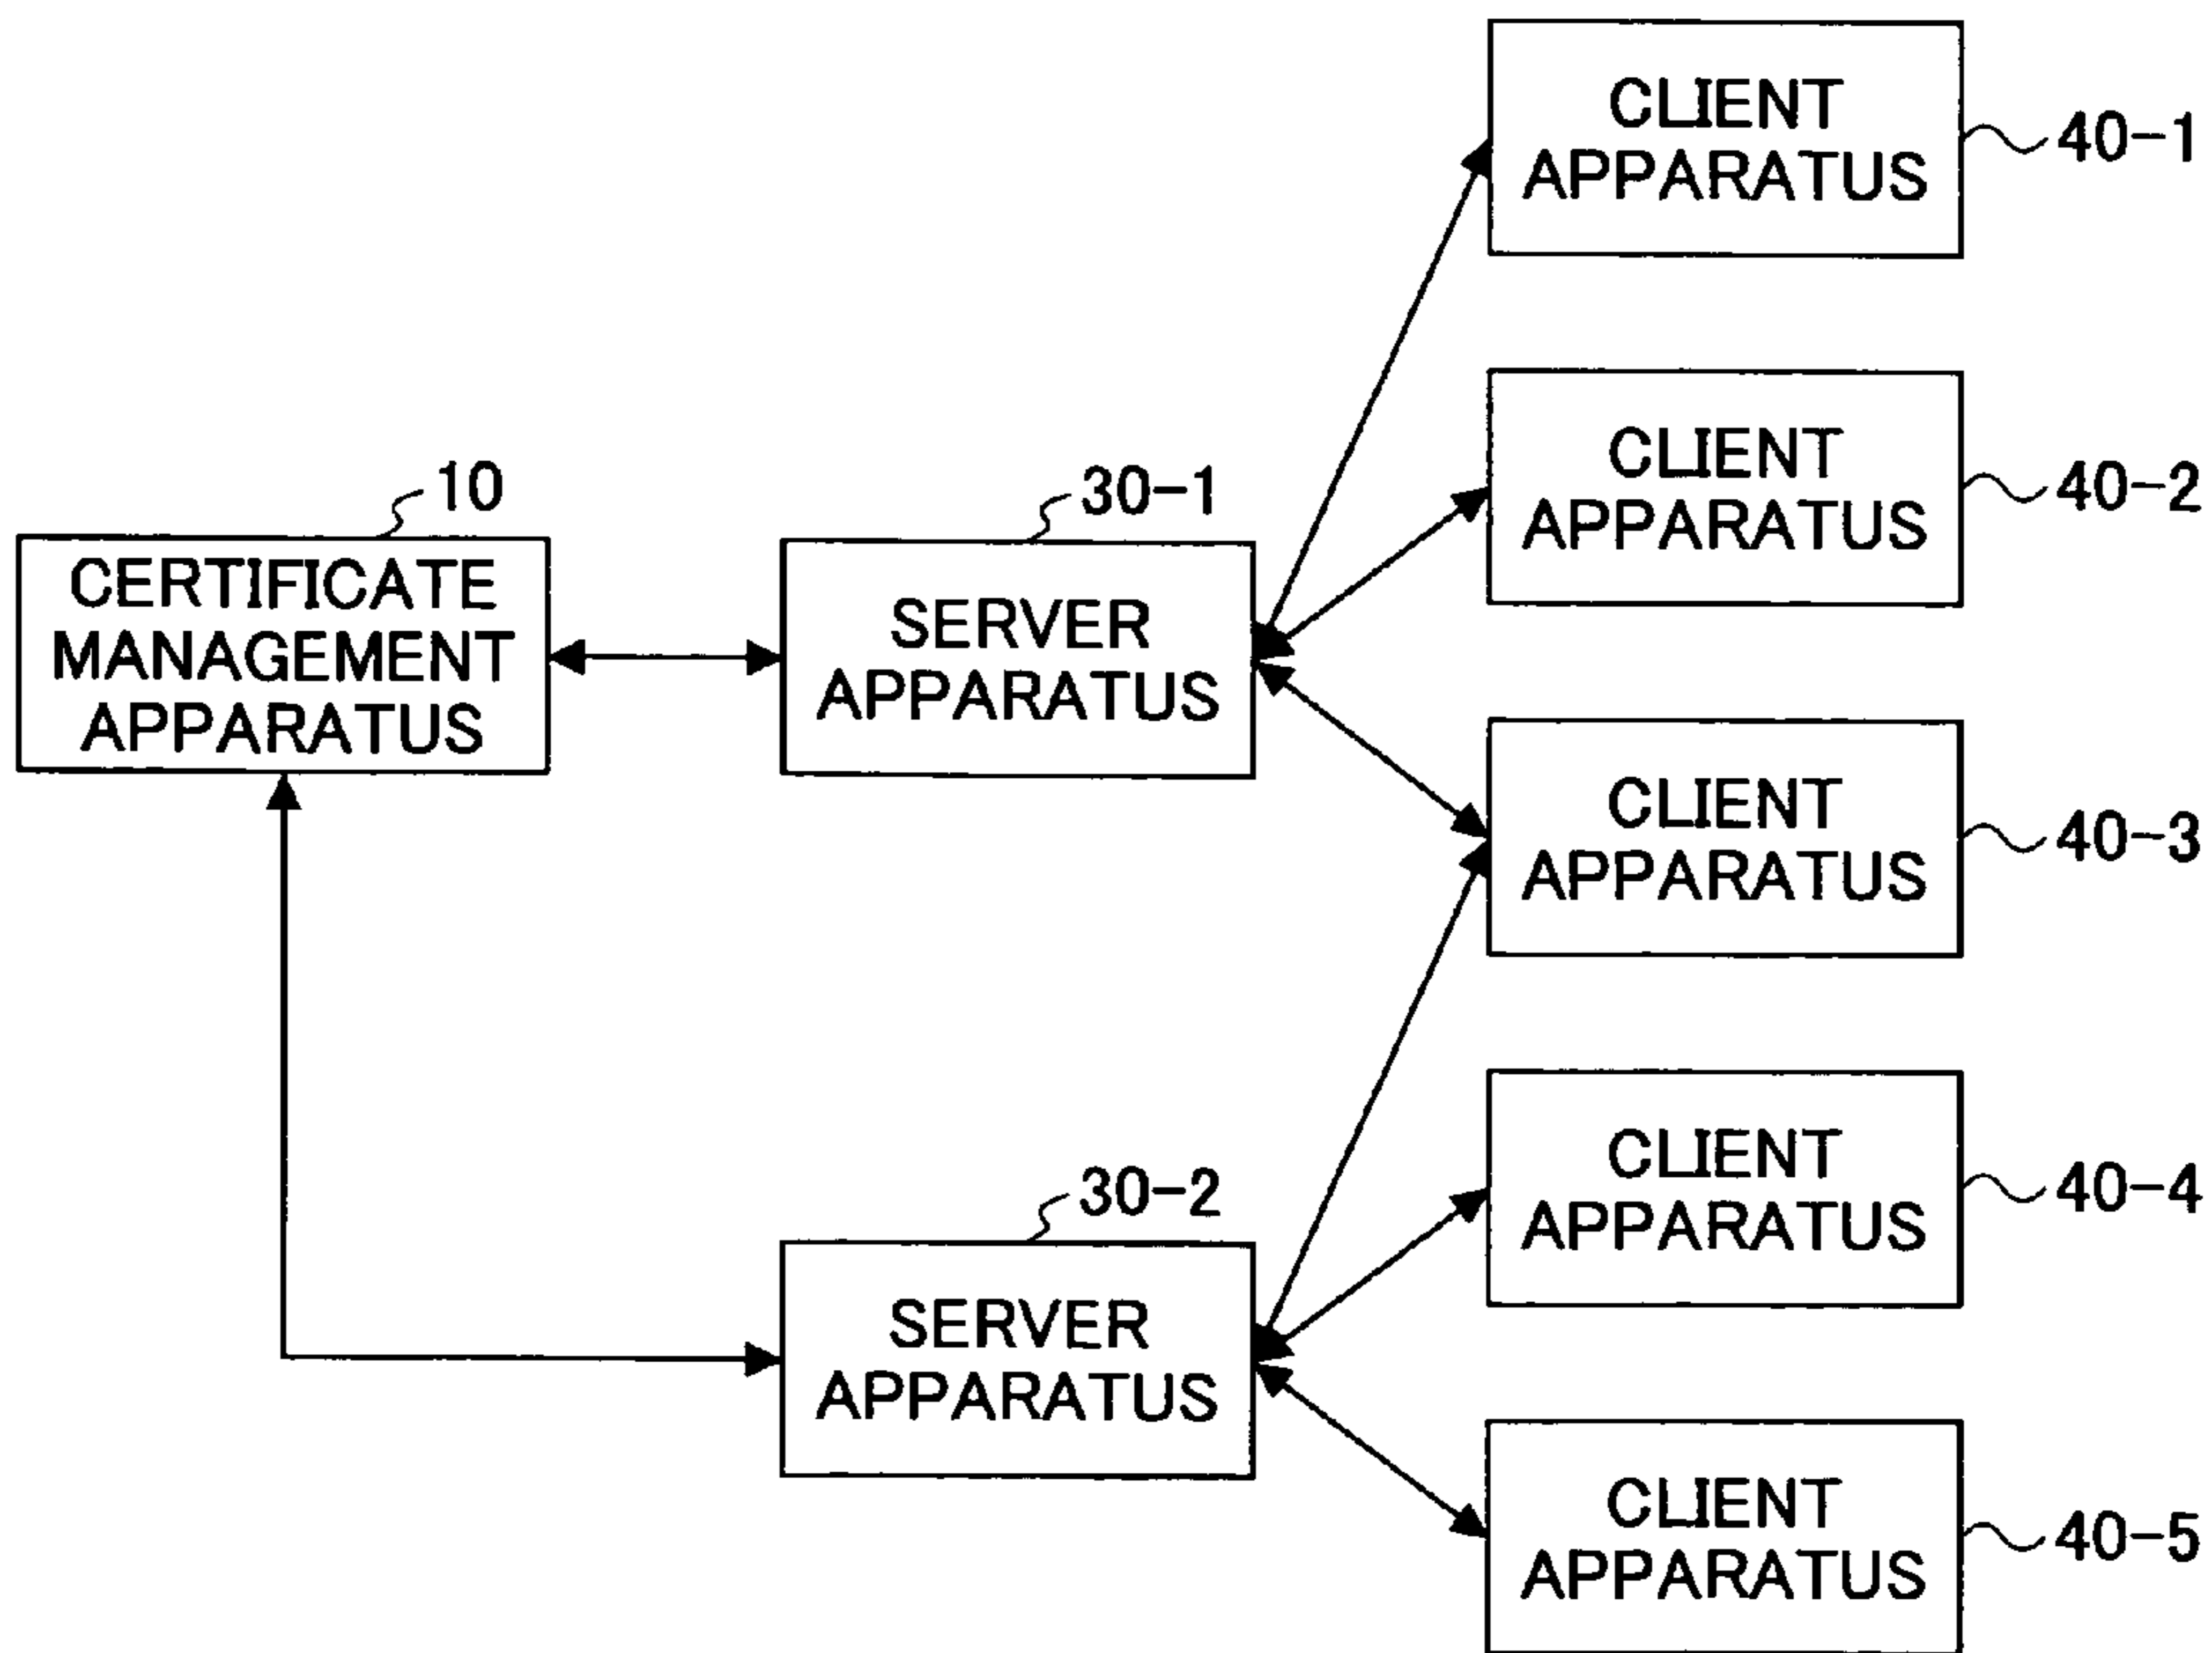 CLIENT
APPARATUS
40-1
CLIENT
APPARATUS
40-2
10
CERTIFICATE
MANAGEMENT
APPARATUS
30-1
SERVER
APPARATUS
CLIENT
APPARATUS
40-3
CLIENT
APPARATUS
40-4
30-2
SERVER
APPARATUS
CLIENT
APPARATUS
40-5